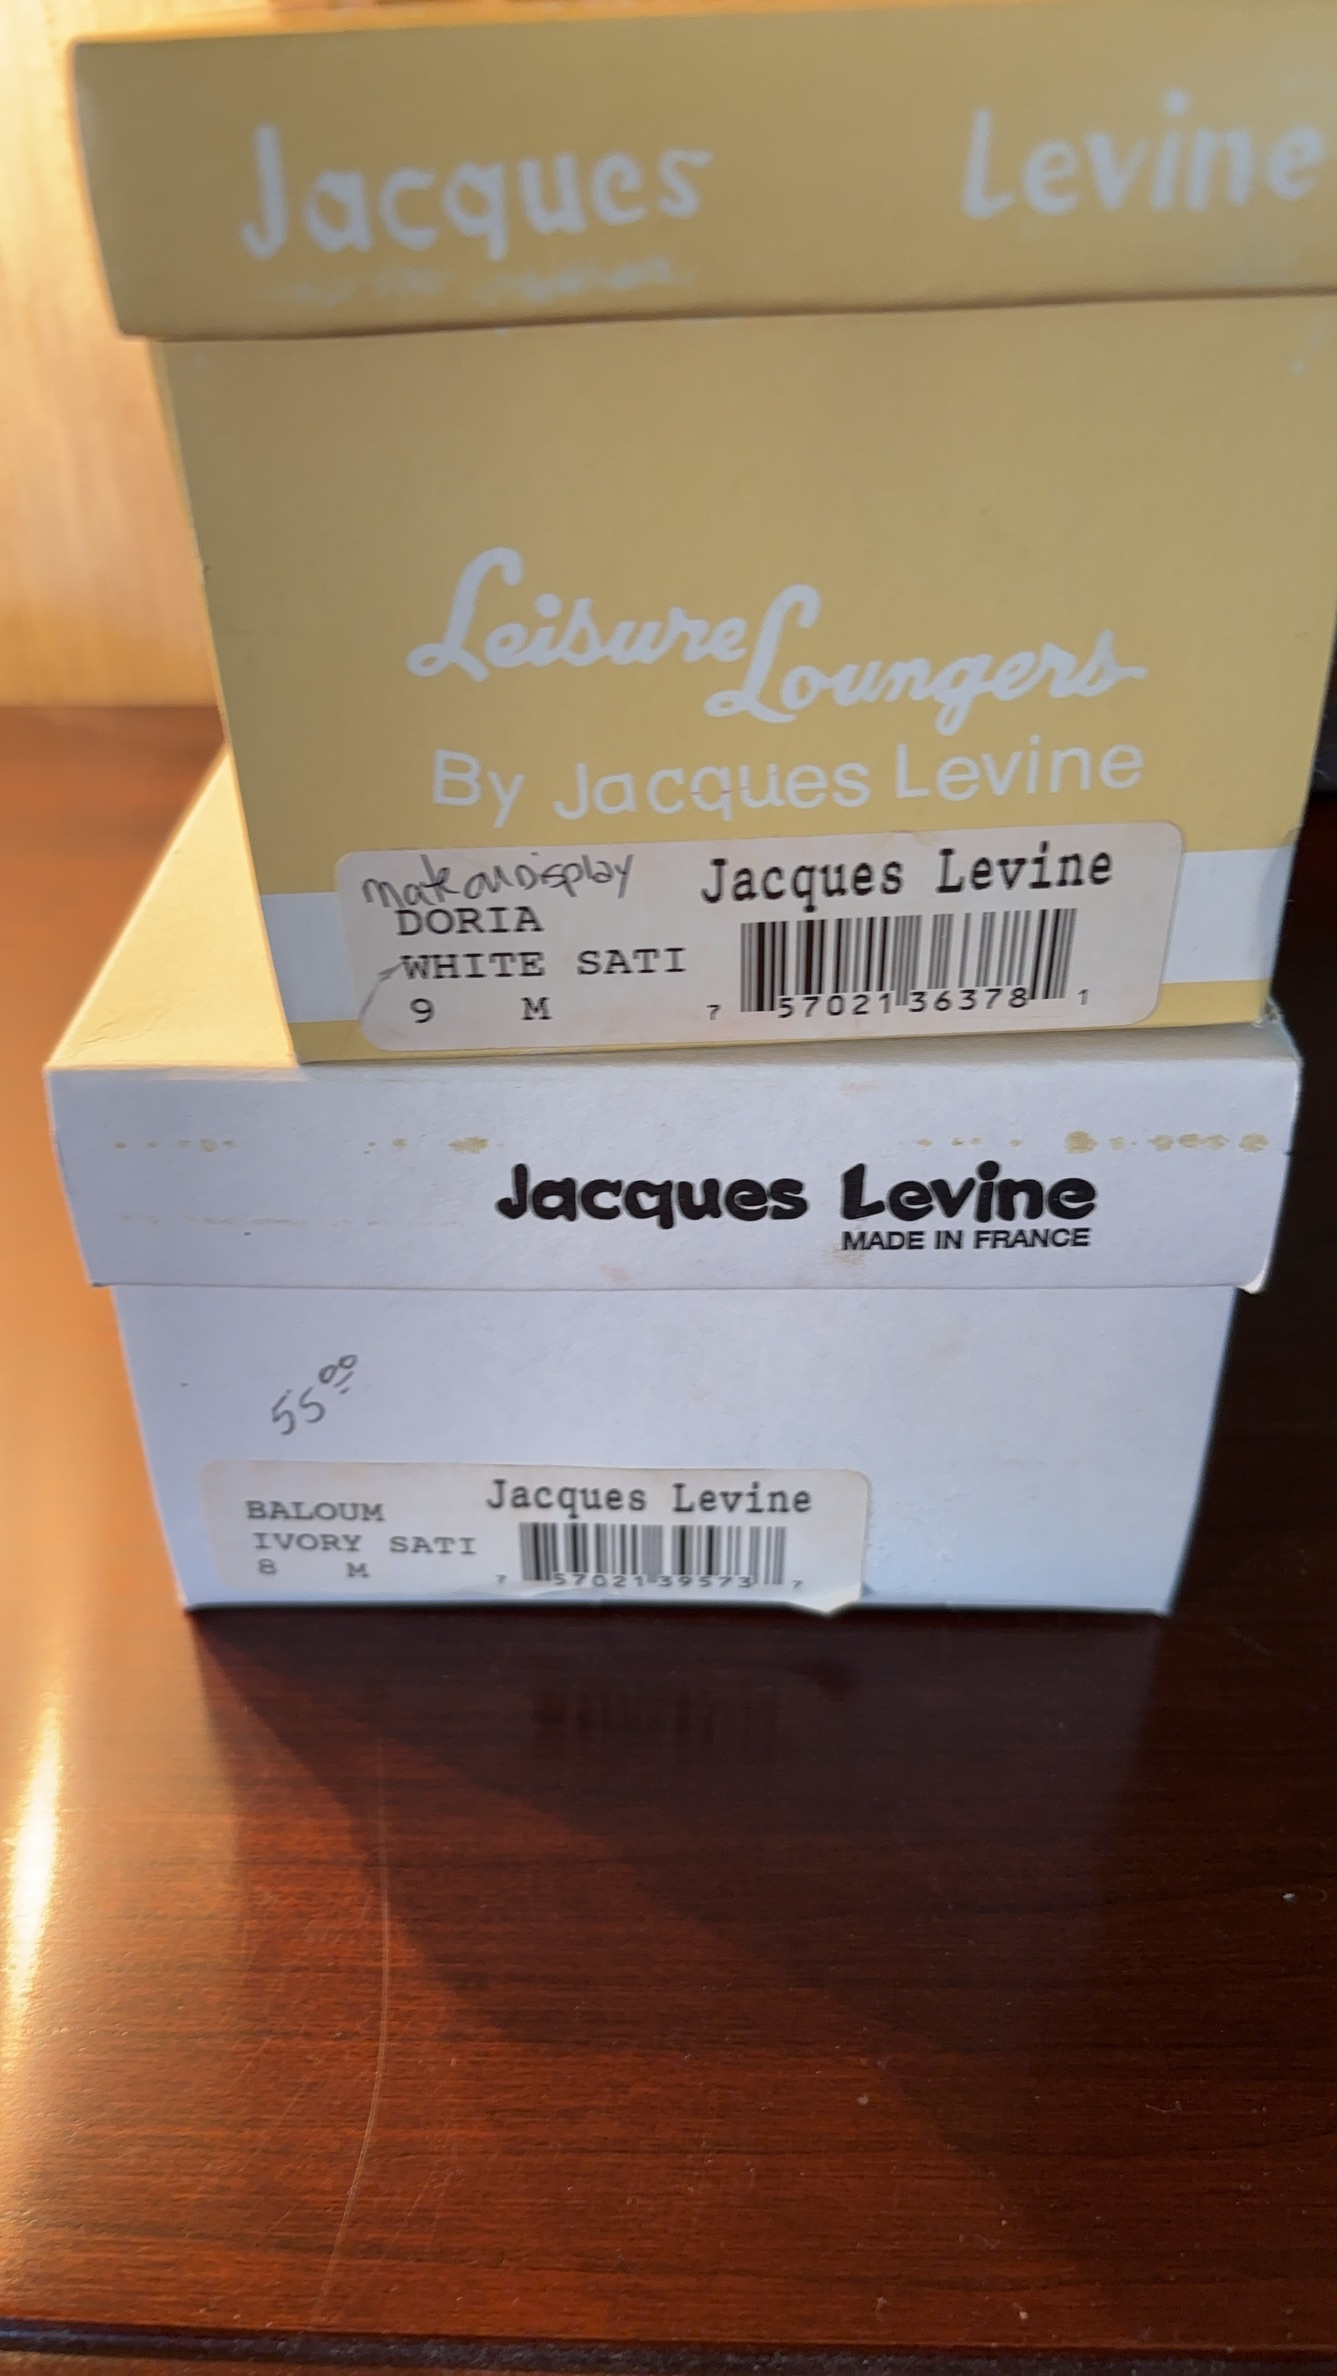 Jacques Levine
Leisure Loungers
By Jacques Levine
Jacques Levine
DORIA
WHITE SATI
9 M
7 57021 36378 1
Jacques Levine
MADE IN FRANCE
55 00
Jacques Levine
BALOUM
IVORY SATI
8 M
7 57021 39573 7